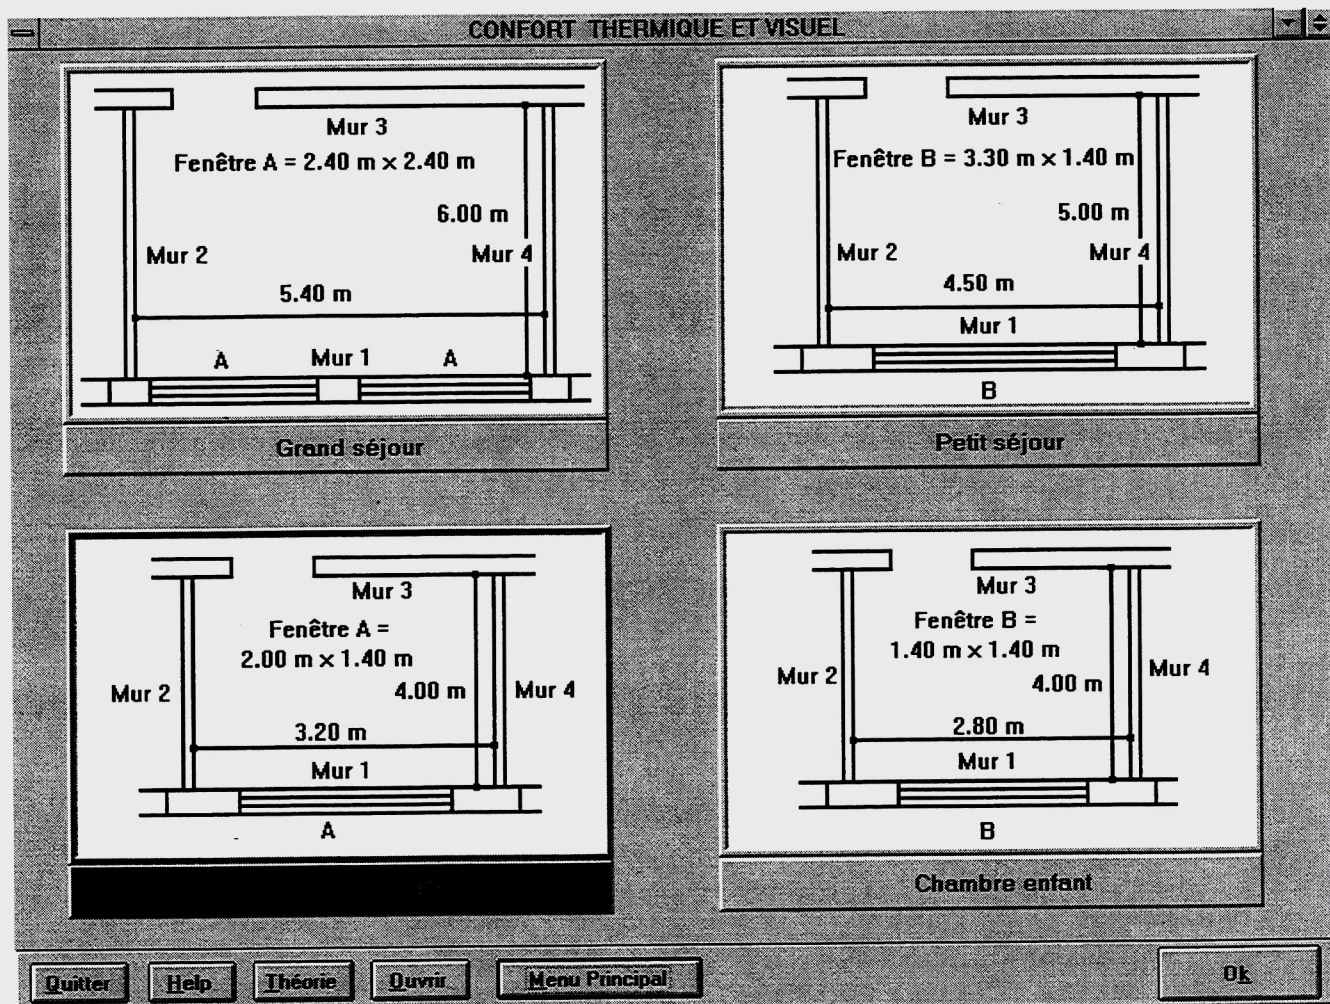 CONFORT THERMIQUE ET VISUEL
Mur 3
Fenêtre A = 2.40 m × 2.40 m
6.00 m
Mur 2
Mur 4
5.40 m
A
Mur 1
A
Grand séjour
Mur 3
Fenêtre B = 3.30 m × 1.40 m
5.00 m
Mur 2
Mur 4
4.50 m
Mur 1
B
Petit séjour
Mur 3
Fenêtre A =
2.00 m × 1.40 m
Mur 2
4.00 m
Mur 4
3.20 m
Mur 1
A
Mur 3
Fenêtre B =
1.40 m × 1.40 m
Mur 2
4.00 m
Mur 4
2.80 m
Mur 1
B
Chambre enfant
Quitter
Help
Théorie
Ouvrir
Menu Principal
Ok